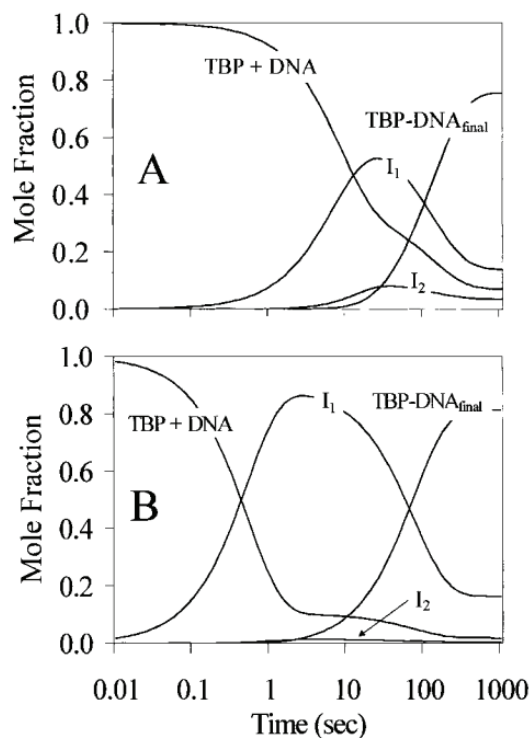 1.0
0.8
0.6
0.4
0.2
0.0
Mole Fraction
TBP + DNA
TBP-DNAfinal
I1
I2
A
1.0
0.8
0.6
0.4
0.2
0.0
Mole Fraction
TBP + DNA
I1
TBP-DNAfinal
I2
B
0.01 0.1 1 10 100 1000
Time (sec)